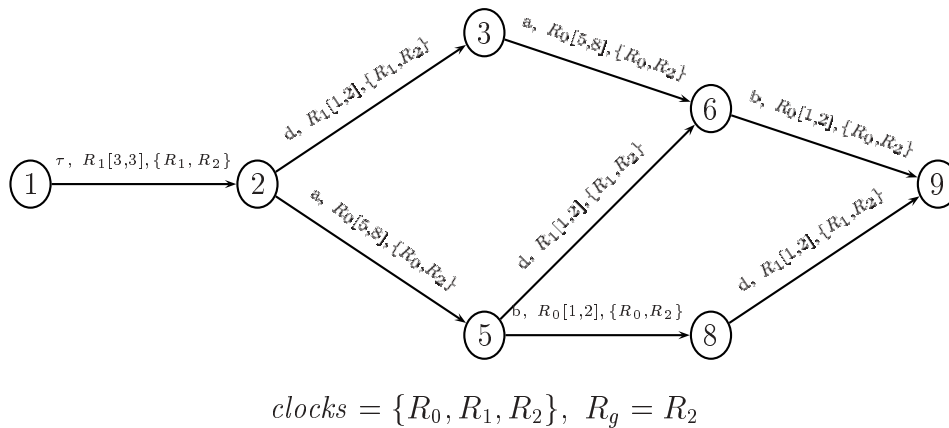 3
a, R₀[5,8],{R₀,R₂}
d, R₁[1,2],{R₁,R₂}
6
b, R₀[1,2],{R₀,R₂}
1
τ, R₁[3,3],{R₁, R₂}
2
9
a, R₀[5,8],{R₀,R₂}
d, R₁[1,2],{R₁,R₂}
d, R₁[1,2],{R₁,R₂}
5
b, R₀[1,2],{R₀,R₂}
8
clocks = {R₀, R₁, R₂}, R_g = R₂